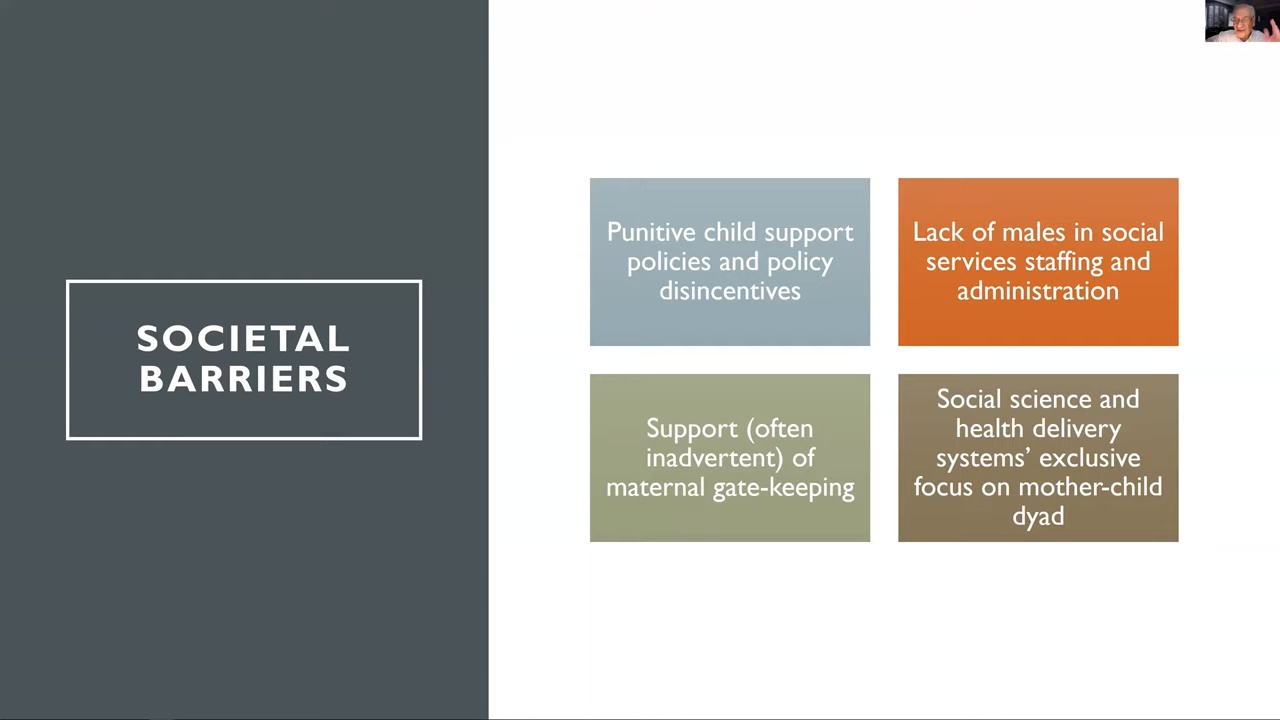 SOCIETAL
BARRIERS
Punitive child support
policies and policy
disincentives
Lack of males in social
services staffing and
administration
Support (often
inadvertent) of
maternal gate-keeping
Social science and
health delivery
systems’ exclusive
focus on mother-child
dyad